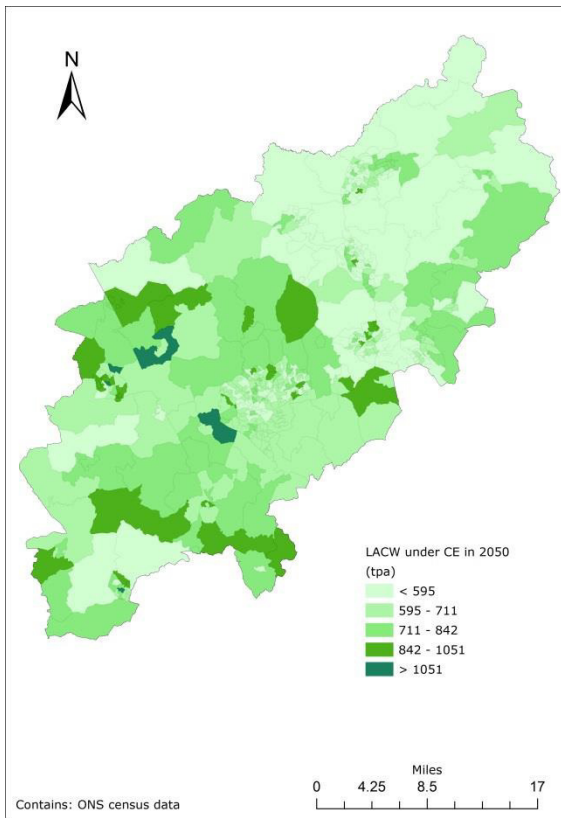 N
LACW under CE in 2050
(tpa)
< 595
595 - 711
711 - 842
842 - 1051
> 1051
Miles
0 4.25 8.5 17
Contains: ONS census data